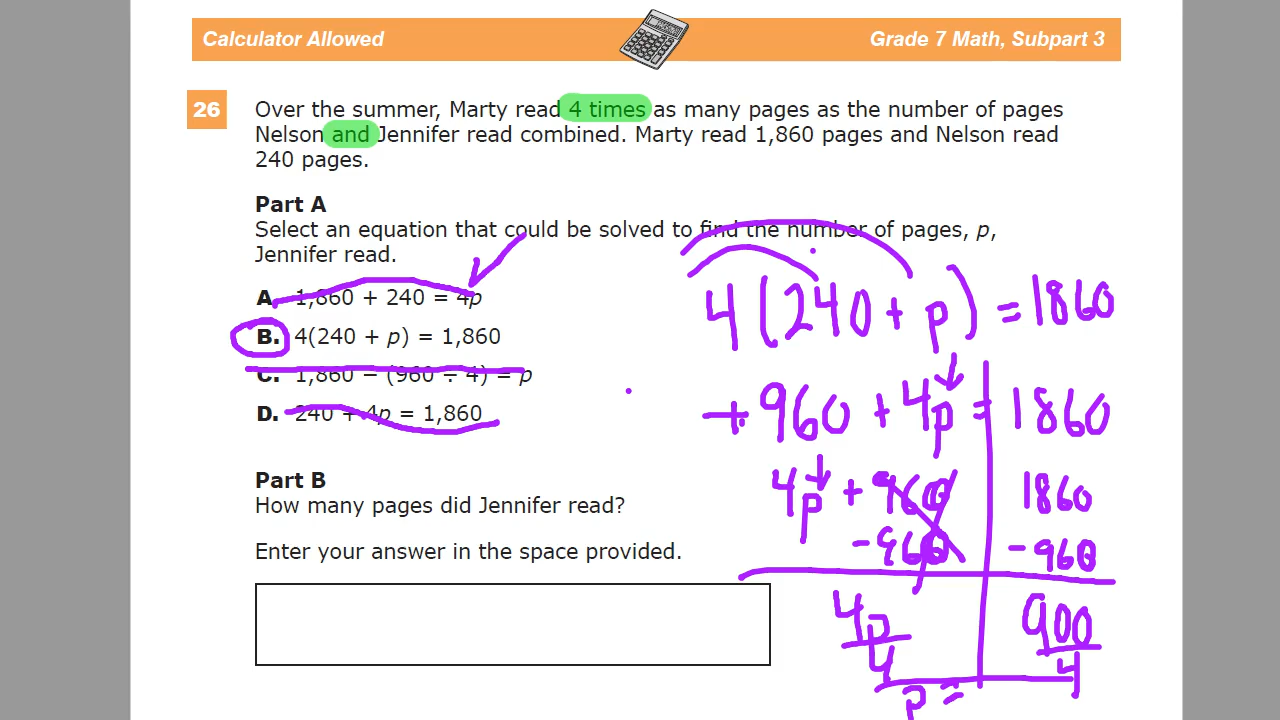 Calculator Allowed
Grade 7 Math, Subpart 3
26
Over the summer, Marty read 4 times as many pages as the number of pages
Nelson and Jennifer read combined. Marty read 1,860 pages and Nelson read
240 pages.
Part A
Select an equation that could be solved to find the number of pages, p,
Jennifer read.
A. 1,860 + 240 = 4p
B. 4(240 + p) = 1,860
C. 1,860 − (960 ÷ 4) = p
D. 240 + 4p = 1,860
Part B
How many pages did Jennifer read?
Enter your answer in the space provided.
4(240 + p) = 1860
+960 + 4p = 1860
4p + 960 1860
- 960 - 960
4p 900
4 4
p =